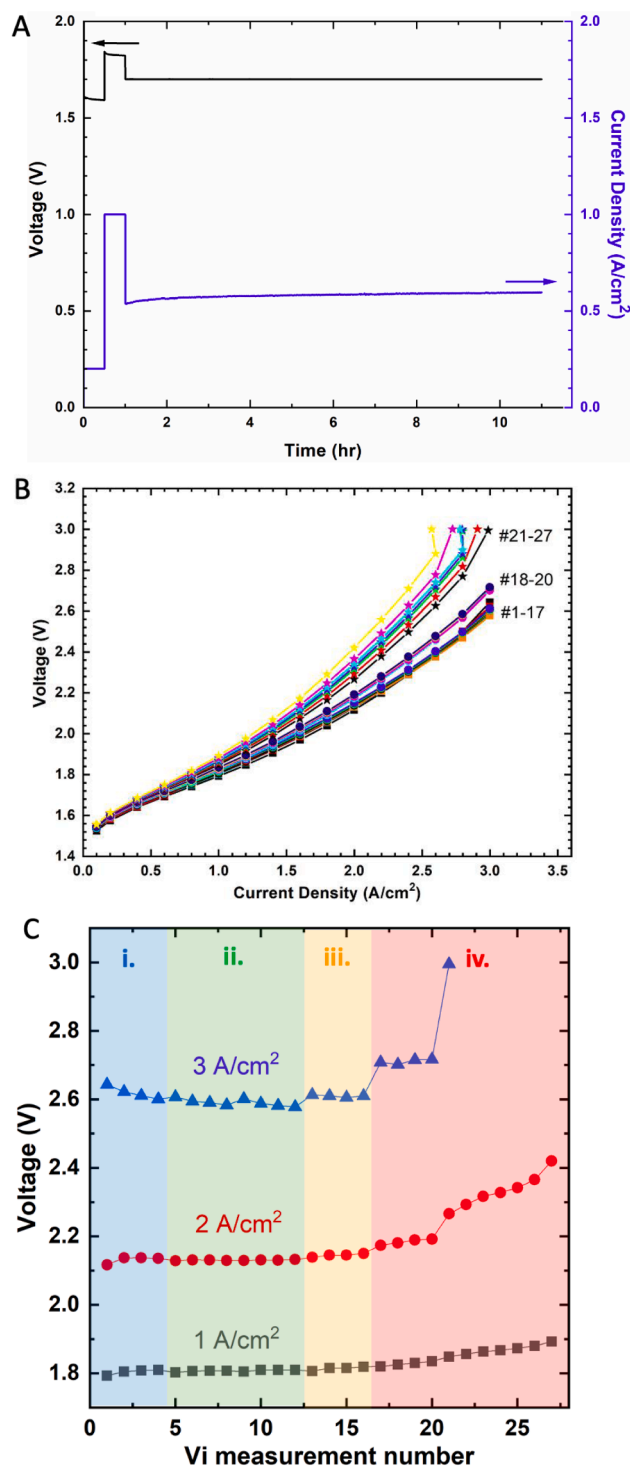 A
2.0
2.0
1.5
1.5
1.0
1.0
0.5
0.5
0.0
0.0
Voltage (V)
Current Density (A/cm²)
0
2
4
6
8
10
Time (hr)
B
3.2
3.0
2.8
2.6
2.4
2.2
2.0
1.8
1.6
1.4
Voltage (V)
#21-27
#18-20
#1-17
0.0
0.5
1.0
1.5
2.0
2.5
3.0
3.5
Current Density (A/cm²)
C
i.
ii.
iii.
iv.
3.0
2.8
2.6
2.4
2.2
2.0
1.8
Voltage (V)
3 A/cm²
2 A/cm²
1 A/cm²
0
5
10
15
20
25
Vi measurement number